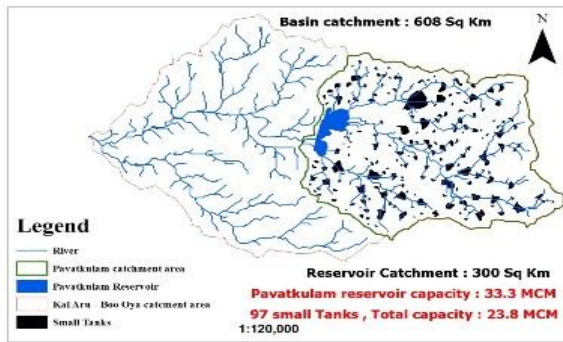 Basin catchment : 608 Sq Km
N
Legend
River
Pavatkulam catchment area
Pavatkulam Reservoir
Kal Aru - Boo Oya catchment area
Small Tanks
Reservoir Catchment : 300 Sq Km
Pavatkulam reservoir capacity : 33.3 MCM
97 small Tanks , Total capacity : 23.8 MCM
1:120,000